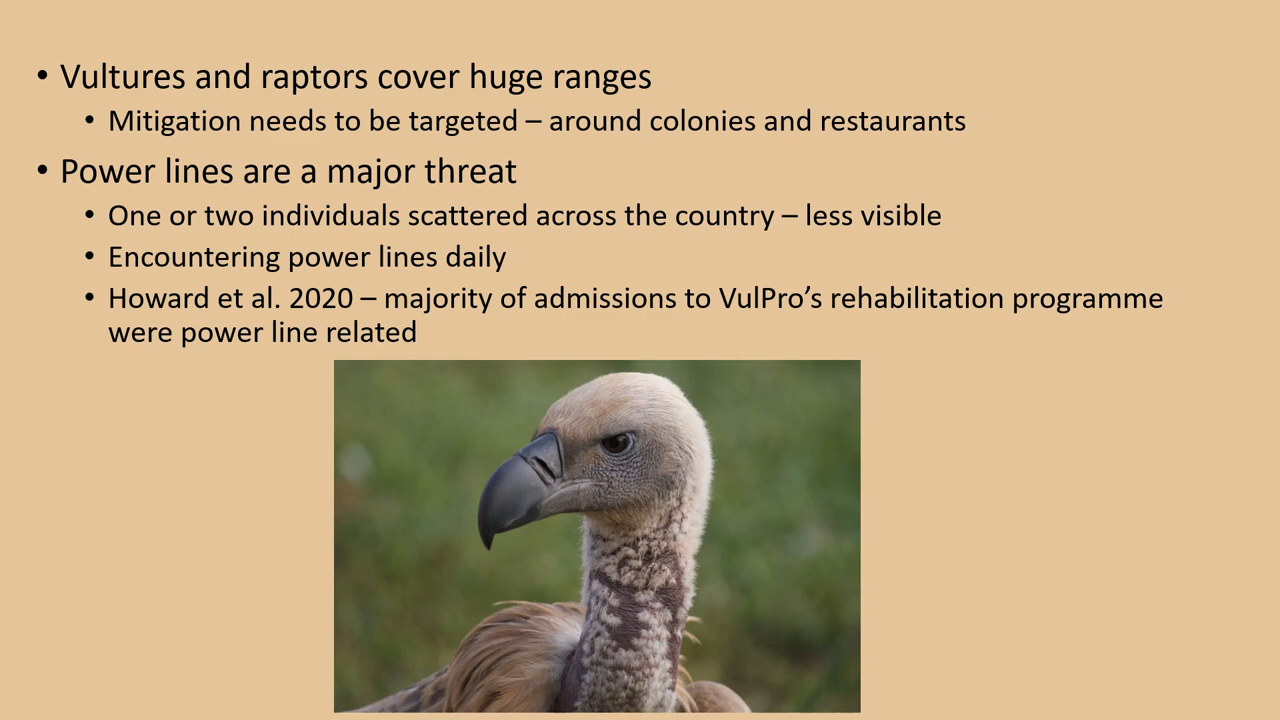 • Vultures and raptors cover huge ranges
• Mitigation needs to be targeted – around colonies and restaurants
• Power lines are a major threat
• One or two individuals scattered across the country – less visible
• Encountering power lines daily
• Howard et al. 2020 – majority of admissions to VulPro’s rehabilitation programme
were power line related